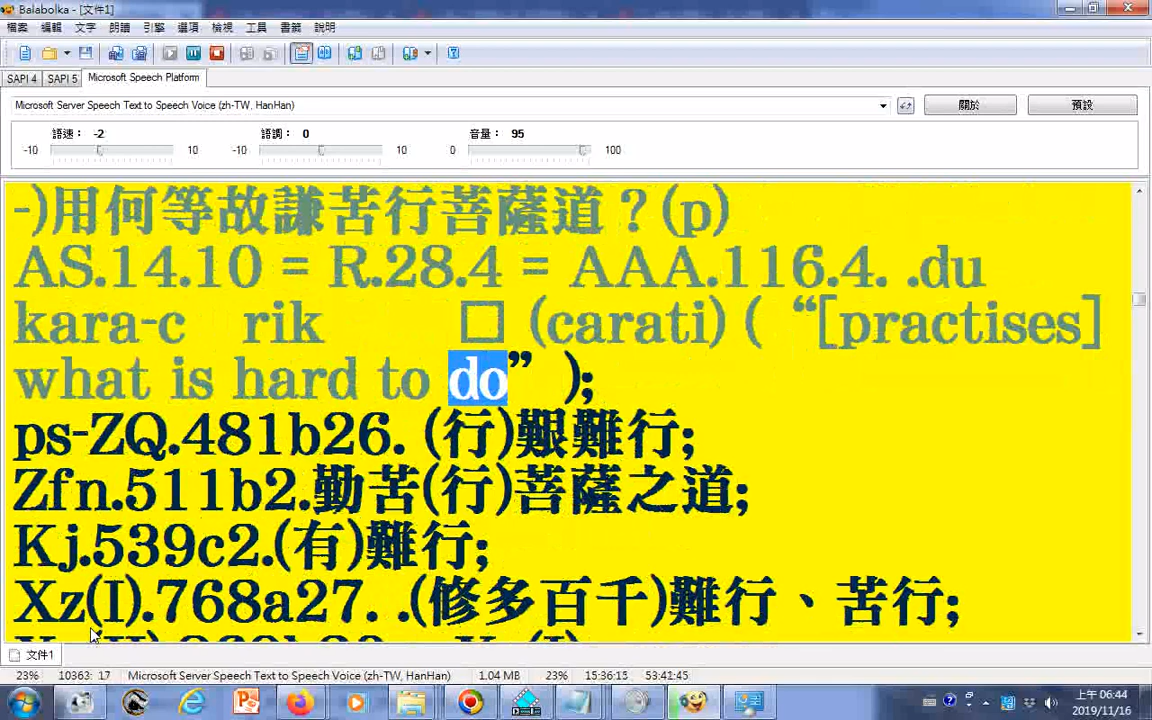 Balabolka - [文件1]
檔案 編輯 文字 朗讀 引擎 選項 檢視 工具 書籤 說明
SAPI 4 SAPI 5 Microsoft Speech Platform
Microsoft Server Speech Text to Speech Voice (zh-TW, HanHan) 關於 預設
語速： -2 語調： 0 音量： 95
-10 10 -10 10 0 100
-)用何等故謙苦行菩薩道？(p)
AS.14.10 = R.28.4 = AAA.116.4. .du
kara-c rik □ (carati) ( “[practises]
what is hard to do” );
ps-ZQ.481b26. (行)艱難行;
Zfn.511b2.勤苦(行)菩薩之道;
Kj.539c2.(有)難行;
Xz(I).768a27. .(修多百千)難行、苦行;
文件1
23% 10363: 17 Microsoft Server Speech Text to Speech Voice (zh-TW, HanHan) 1.04 MB 23% 15:36:15 53:41:45
上午 06:44
2019/11/16